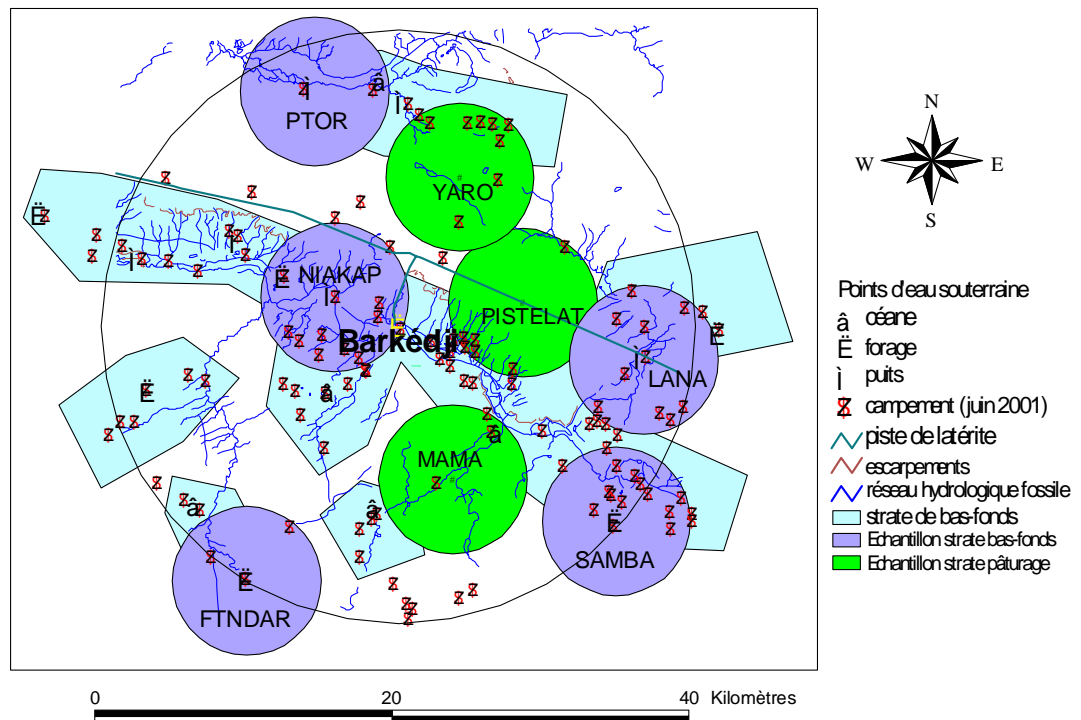 PTOR
YARO
NIAKAP
PISTELAT
Barkédji
LANA
MAMA
SAMBA
FTNDAR
N
W E
S
Points d'eau souterraine
â céane
Ë forage
Ì puits
campement (juin 2001)
piste de latérite
escarpements
réseau hydrologique fossile
strate de bas-fonds
Echantillon strate bas-fonds
Echantillon strate pâturage
0 20 40 Kilomètres